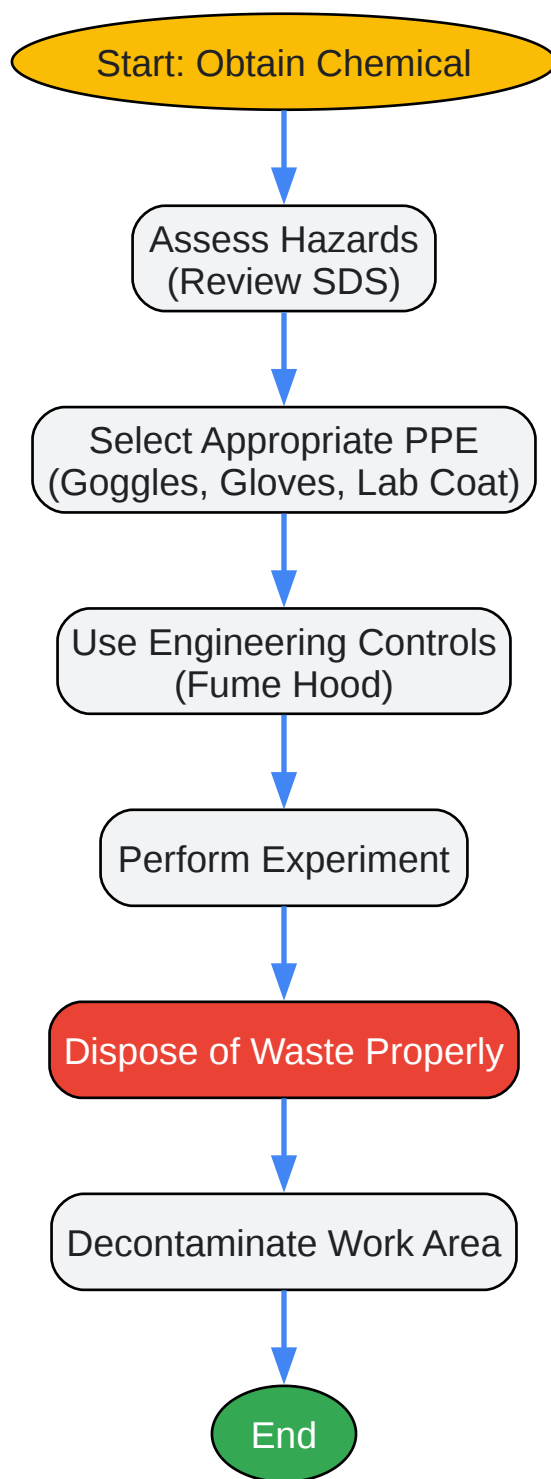 Start: Obtain Chemical
Assess Hazards
(Review SDS)
Select Appropriate PPE
(Goggles, Gloves, Lab Coat)
Use Engineering Controls
(Fume Hood)
Perform Experiment
Dispose of Waste Properly
Decontaminate Work Area
End